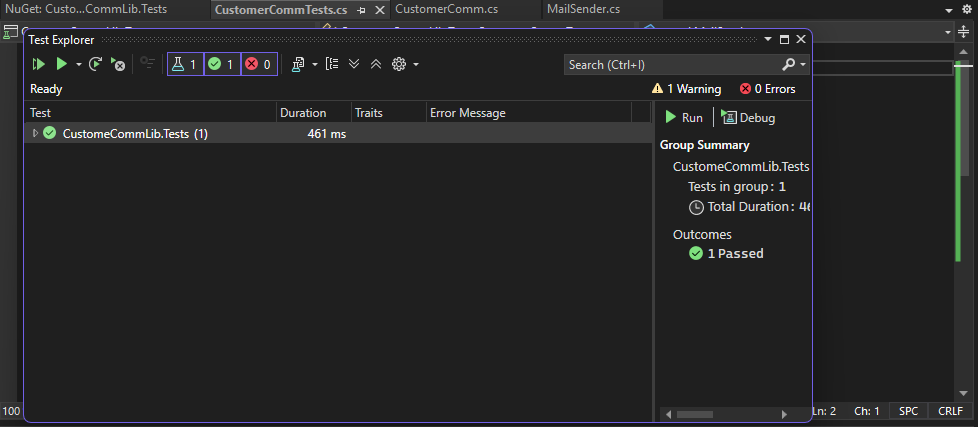 NuGet: Custo...CommLib.Tests CustomerCommTests.cs CustomerComm.cs MailSender.cs
Test Explorer
1 1 0 Search (Ctrl+I)
Ready 1 Warning 0 Errors
Test Duration Traits Error Message
CustomeCommLib.Tests (1) 461 ms
Run Debug
Group Summary
CustomeCommLib.Tests
Tests in group: 1
Total Duration: 46
Outcomes
1 Passed
100 Ln: 2 Ch: 1 SPC CRLF